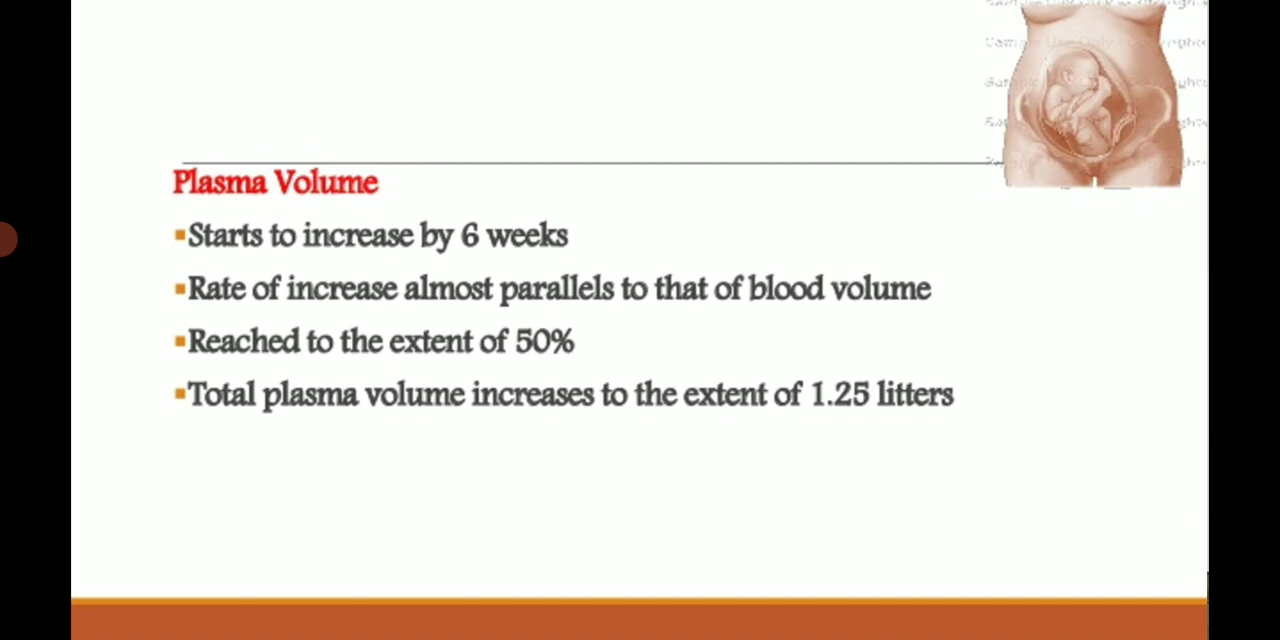 Plasma Volume
▪Starts to increase by 6 weeks
▪Rate of increase almost parallels to that of blood volume
▪Reached to the extent of 50%
▪Total plasma volume increases to the extent of 1.25 litters